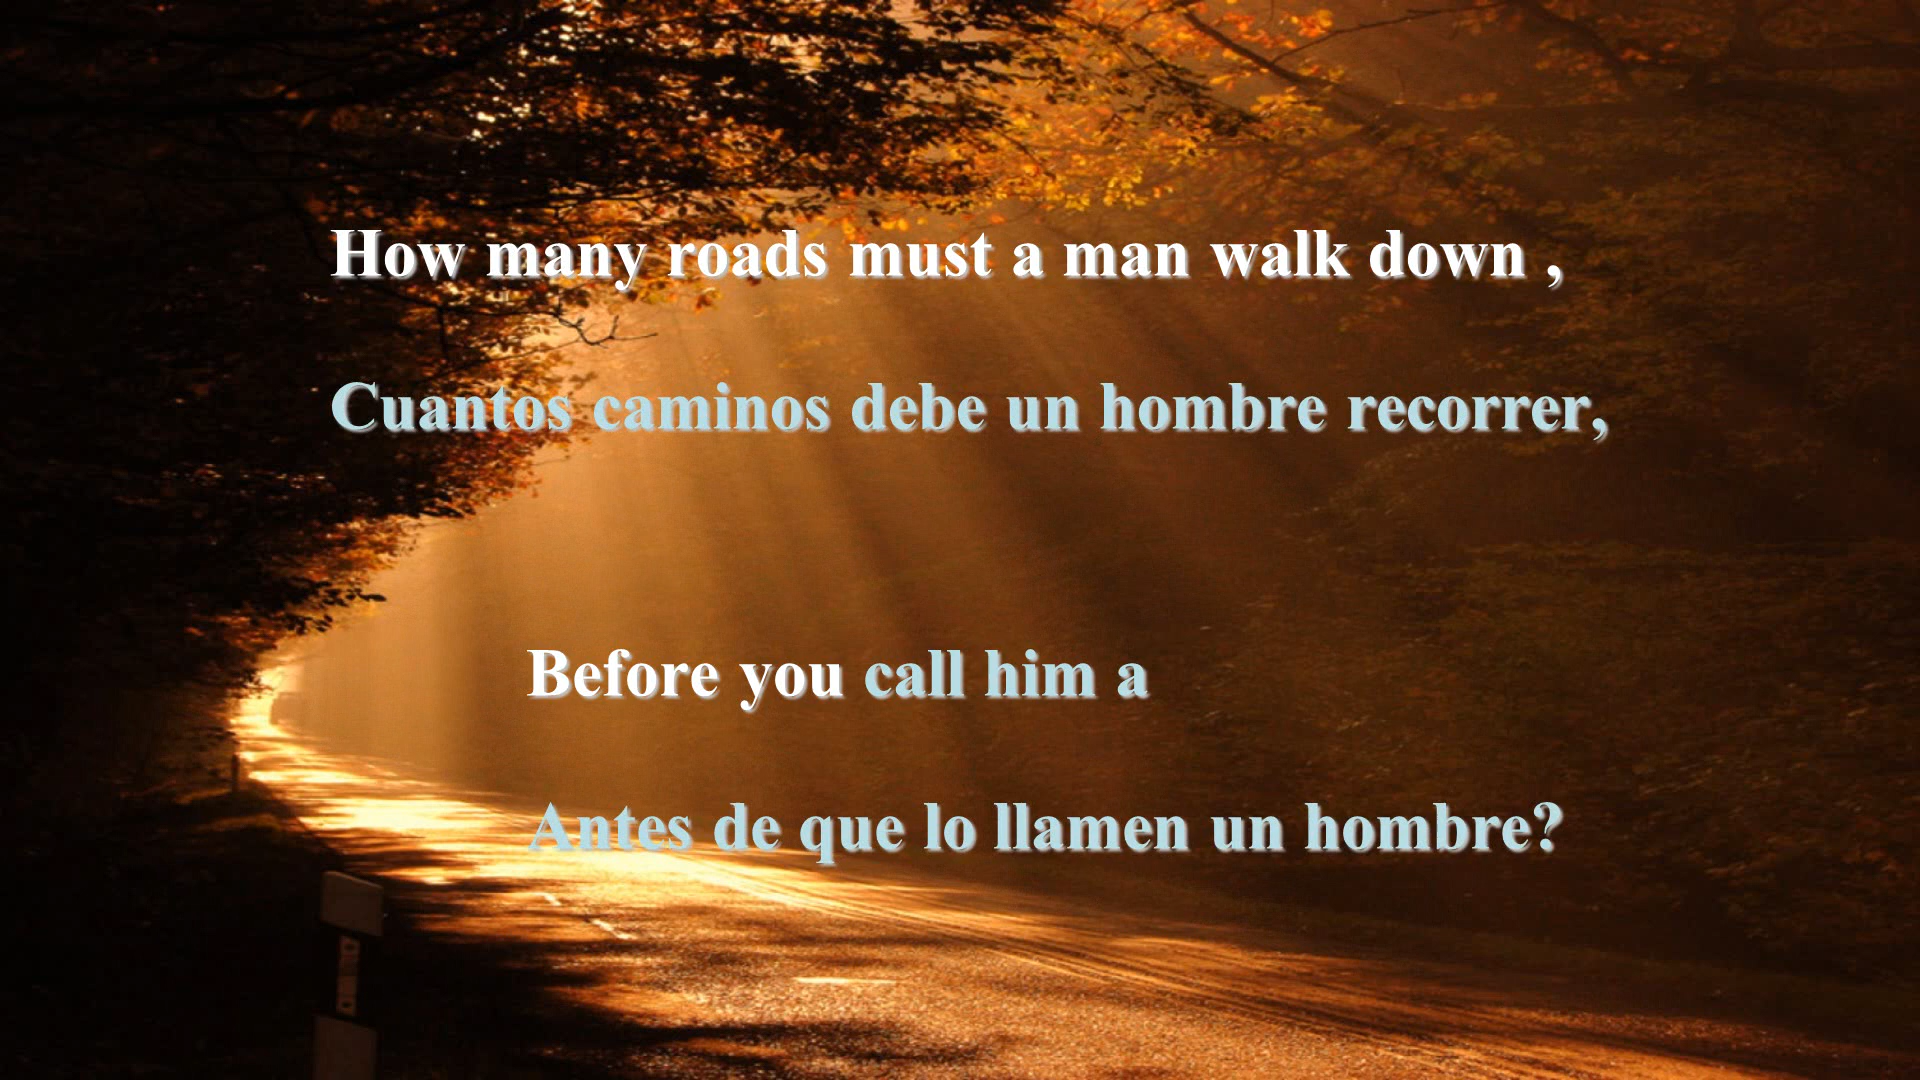 How many roads must a man walk down ,
Cuantos caminos debe un hombre recorrer,
Before you call him a
Antes de que lo llamen un hombre?